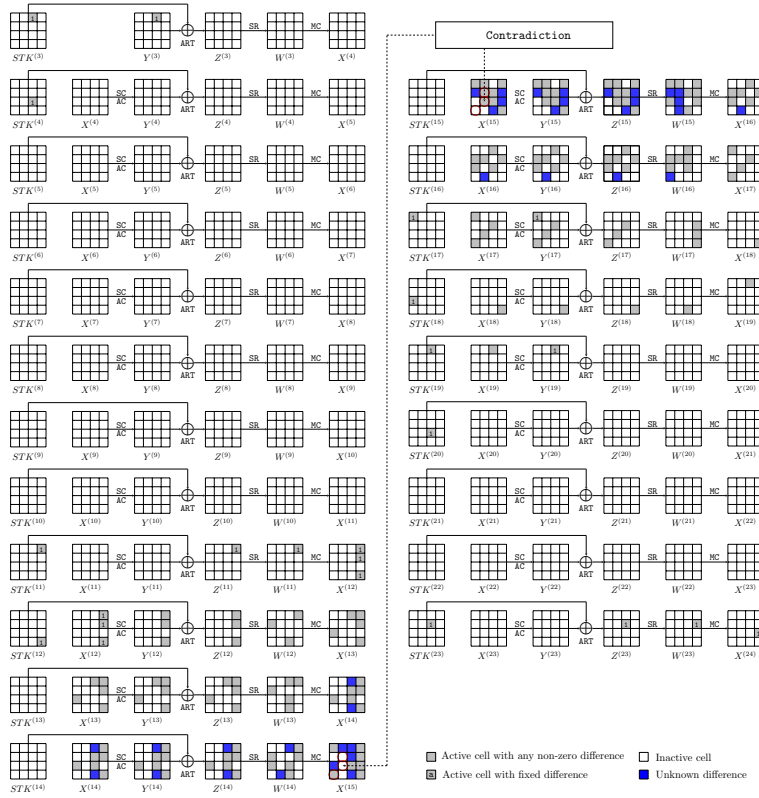 SR MC
ART
STK(3) Y(3) Z(3) W(3) X(4)
Contradiction
SC AC SR MC
ART
STK(4) X(4) Y(4) Z(4) W(4) X(5)
SC AC SR MC
ART
STK(5) X(5) Y(5) Z(5) W(5) X(6)
SC AC SR MC
ART
STK(6) X(6) Y(6) Z(6) W(6) X(7)
SC AC SR MC
ART
STK(7) X(7) Y(7) Z(7) W(7) X(8)
SC AC SR MC
ART
STK(8) X(8) Y(8) Z(8) W(8) X(9)
SC AC SR MC
ART
STK(9) X(9) Y(9) Z(9) W(9) X(10)
SC AC SR MC
ART
STK(10) X(10) Y(10) Z(10) W(10) X(11)
SC AC SR MC
ART
STK(11) X(11) Y(11) Z(11) W(11) X(12)
SC AC SR MC
ART
STK(12) X(12) Y(12) Z(12) W(12) X(13)
SC AC SR MC
ART
STK(13) X(13) Y(13) Z(13) W(13) X(14)
SC AC SR MC
ART
STK(14) X(14) Y(14) Z(14) W(14) X(15)
SC AC SR MC
ART
STK(15) X(15) Y(15) Z(15) W(15) X(16)
SC AC SR MC
ART
STK(16) X(16) Y(16) Z(16) W(16) X(17)
SC AC SR MC
ART
STK(17) X(17) Y(17) Z(17) W(17) X(18)
SC AC SR MC
ART
STK(18) X(18) Y(18) Z(18) W(18) X(19)
SC AC SR MC
ART
STK(19) X(19) Y(19) Z(19) W(19) X(20)
SC AC SR MC
ART
STK(20) X(20) Y(20) Z(20) W(20) X(21)
SC AC SR MC
ART
STK(21) X(21) Y(21) Z(21) W(21) X(22)
SC AC SR MC
ART
STK(22) X(22) Y(22) Z(22) W(22) X(23)
SC AC SR MC
ART
STK(23) X(23) Y(23) Z(23) W(23) X(24)
Active cell with any non-zero difference Inactive cell
a Active cell with fixed difference Unknown difference